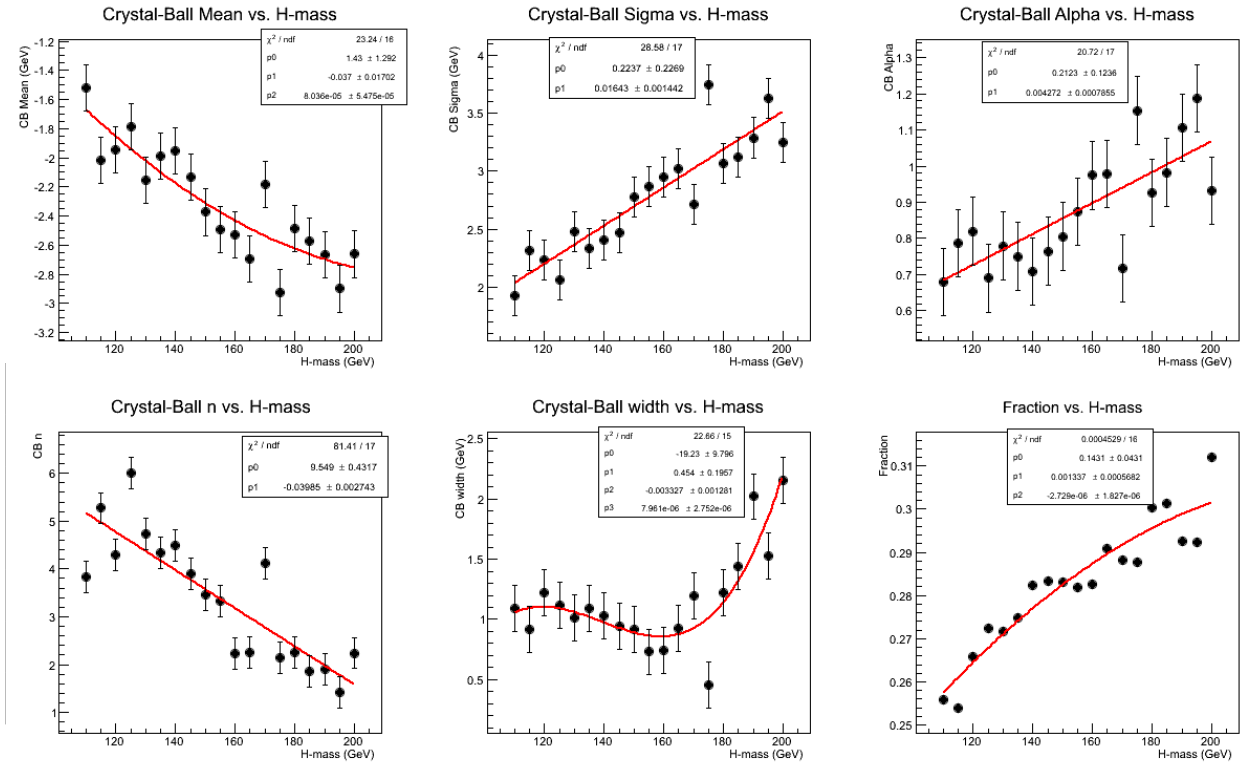 Crystal-Ball Mean vs. H-mass
CB Mean (GeV)
χ² / ndf 23.24 / 16
p0 1.43 ± 1.292
p1 -0.037 ± 0.01702
p2 8.036e-05 ± 5.475e-05
-1.2
-1.4
-1.6
-1.8
-2
-2.2
-2.4
-2.6
-2.8
-3
-3.2
120 140 160 180 200
H-mass (GeV)
Crystal-Ball Sigma vs. H-mass
CB Sigma (GeV)
χ² / ndf 28.58 / 17
p0 0.2237 ± 0.2269
p1 0.01643 ± 0.001442
4
3.5
3
2.5
2
120 140 160 180 200
H-mass (GeV)
Crystal-Ball Alpha vs. H-mass
CB Alpha
χ² / ndf 20.72 / 17
p0 0.2123 ± 0.1236
p1 0.004272 ± 0.0007855
1.3
1.2
1.1
1
0.9
0.8
0.7
0.6
120 140 160 180 200
H-mass (GeV)
Crystal-Ball n vs. H-mass
CB n
χ² / ndf 81.41 / 17
p0 9.549 ± 0.4317
p1 -0.03985 ± 0.002743
6
5
4
3
2
1
120 140 160 180 200
H-mass (GeV)
Crystal-Ball width vs. H-mass
CB width (GeV)
χ² / ndf 22.66 / 15
p0 -19.23 ± 9.796
p1 0.454 ± 0.1957
p2 -0.003327 ± 0.001281
p3 7.961e-06 ± 2.752e-06
2.5
2
1.5
1
0.5
120 140 160 180 200
H-mass (GeV)
Fraction vs. H-mass
Fraction
χ² / ndf 0.0004529 / 16
p0 0.1431 ± 0.0431
p1 0.001337 ± 0.0005682
p2 -2.729e-06 ± 1.827e-06
0.31
0.3
0.29
0.28
0.27
0.26
0.25
120 140 160 180 200
H-mass (GeV)